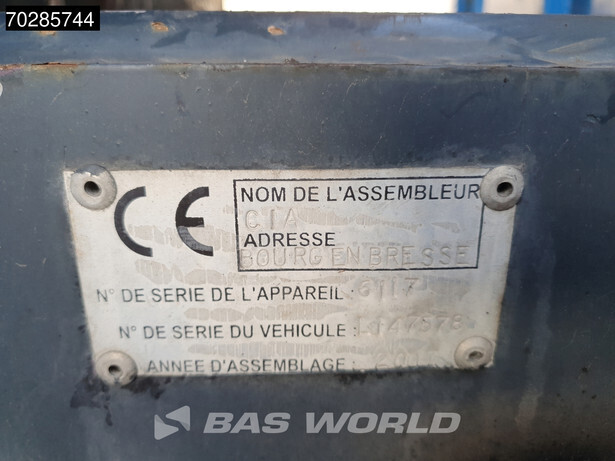 70285744
CE
NOM DE L'ASSEMBLEUR
CIA
ADRESSE
BOURG EN BRESSE
N° DE SERIE DE L'APPAREIL :
N° DE SERIE DU VEHICULE :
ANNEE D'ASSEMBLAGE :
BAS WORLD